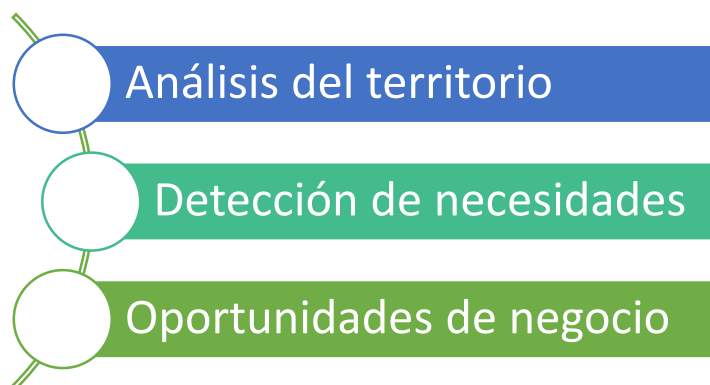 Análisis del territorio
Detección de necesidades
Oportunidades de negocio